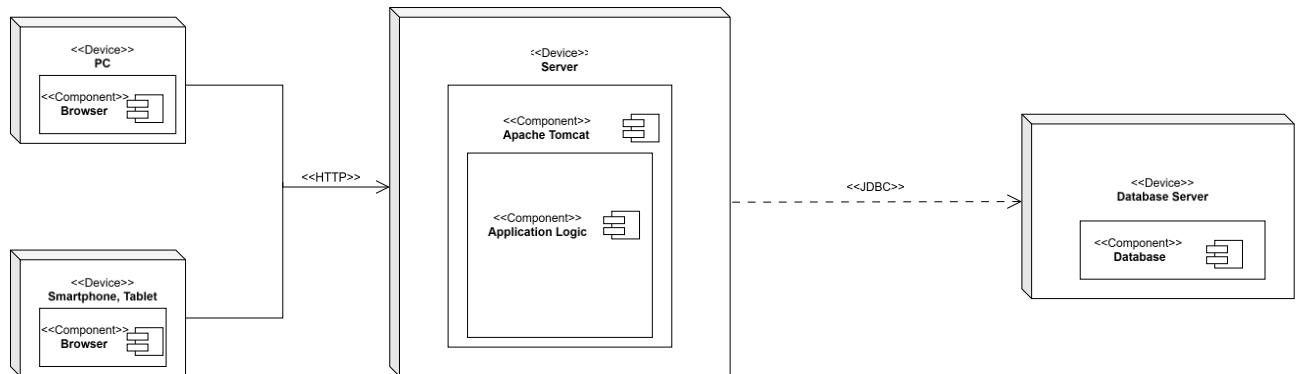 <<Device>>
PC
<<Component>>
Browser
<<Device>>
Smartphone, Tablet
<<Component>>
Browser
<<HTTP>>
<<Device>>
Server
<<Component>>
Apache Tomcat
<<Component>>
Application Logic
<<JDBC>>
<<Device>>
Database Server
<<Component>>
Database